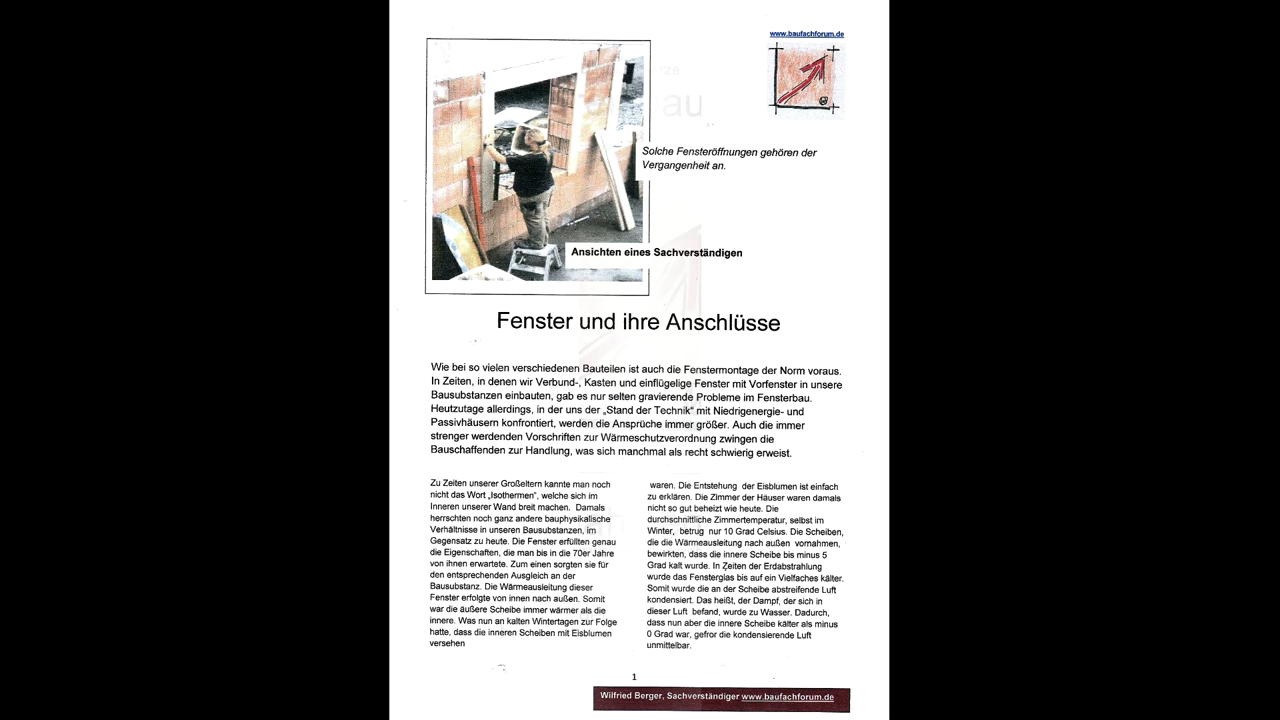 www.baufachforum.de
Solche Fensteröffnungen gehören der
Vergangenheit an.
Ansichten eines Sachverständigen
Fenster und ihre Anschlüsse
Wie bei so vielen verschiedenen Bauteilen ist auch die Fenstermontage der Norm voraus.
In Zeiten, in denen wir Verbund-, Kasten und einflügelige Fenster mit Vorfenster in unsere
Bausubstanzen einbauten, gab es nur selten gravierende Probleme im Fensterbau.
Heutzutage allerdings, in der uns der „Stand der Technik“ mit Niedrigenergie- und
Passivhäusern konfrontiert, werden die Ansprüche immer größer. Auch die immer
strenger werdenden Vorschriften zur Wärmeschutzverordnung zwingen die
Bauschaffenden zur Handlung, was sich manchmal als recht schwierig erweist.
Zu Zeiten unserer Großeltern kannte man noch
nicht das Wort „Isothermen“, welche sich im
Inneren unserer Wand breit machen. Damals
herrschten noch ganz andere bauphysikalische
Verhältnisse in unseren Bausubstanzen, im
Gegensatz zu heute. Die Fenster erfüllten genau
die Eigenschaften, die man bis in die 70er Jahre
von ihnen erwartete. Zum einen sorgten sie für
den entsprechenden Ausgleich an der
Bausubstanz. Die Wärmeausleitung dieser
Fenster erfolgte von innen nach außen. Somit
war die äußere Scheibe immer wärmer als die
innere. Was nun an kalten Wintertagen zur Folge
hatte, dass die inneren Scheiben mit Eisblumen
versehen
waren. Die Entstehung der Eisblumen ist einfach
zu erklären. Die Zimmer der Häuser waren damals
nicht so gut beheizt wie heute. Die
durchschnittliche Zimmertemperatur, selbst im
Winter, betrug nur 10 Grad Celsius. Die Scheiben,
die die Wärmeausleitung nach außen vornahmen,
bewirkten, dass die innere Scheibe bis minus 5
Grad kalt wurde. In Zeiten der Erdabstrahlung
wurde das Fensterglas bis auf ein Vielfaches kälter.
Somit wurde die an der Scheibe abstreifende Luft
kondensiert. Das heißt, der Dampf, der sich in
dieser Luft befand, wurde zu Wasser. Dadurch,
dass nun aber die innere Scheibe kälter als minus
0 Grad war, gefror die kondensierende Luft
unmittelbar.
1
Wilfried Berger, Sachverständiger www.baufachforum.de